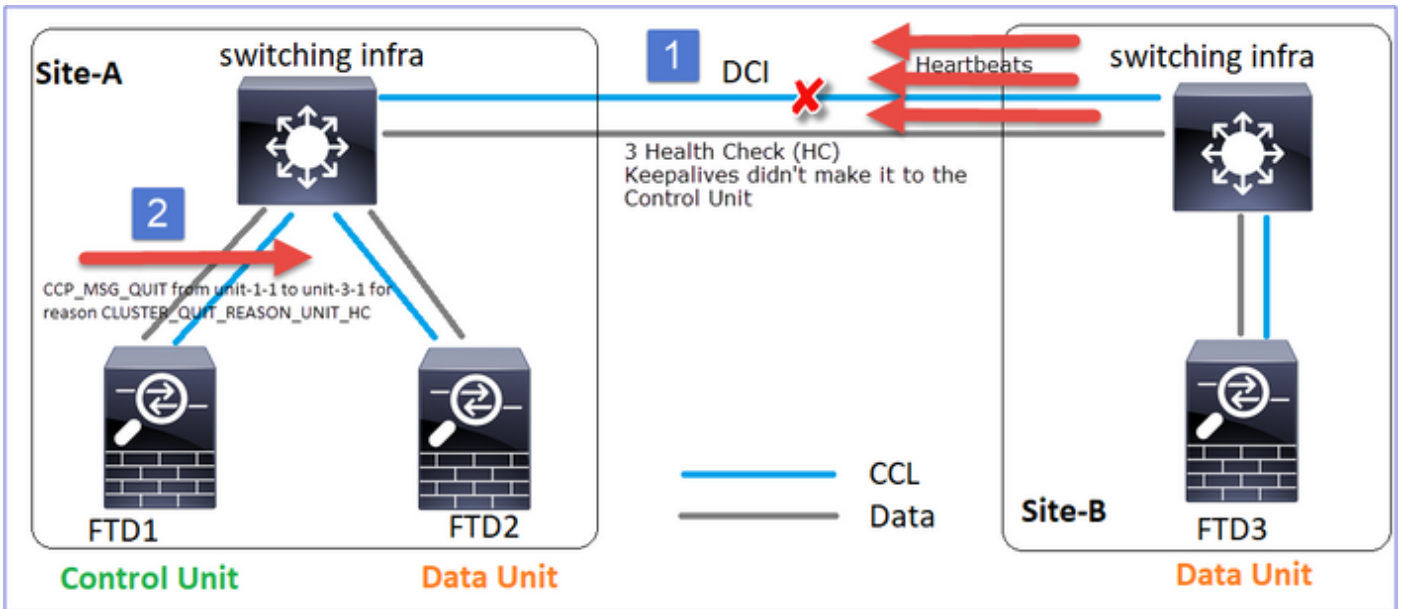 Site-A
switching infra
1
DCI
Heartbeats
switching infra
3 Health Check (HC)
Keepalives didn't make it to the
Control Unit
2
CCP_MSG_QUIT from unit-1-1 to unit-3-1 for
reason CLUSTER_QUIT_REASON_UNIT_HC
CCL
Data
FTD1
FTD2
Site-B
FTD3
Control Unit
Data Unit
Data Unit